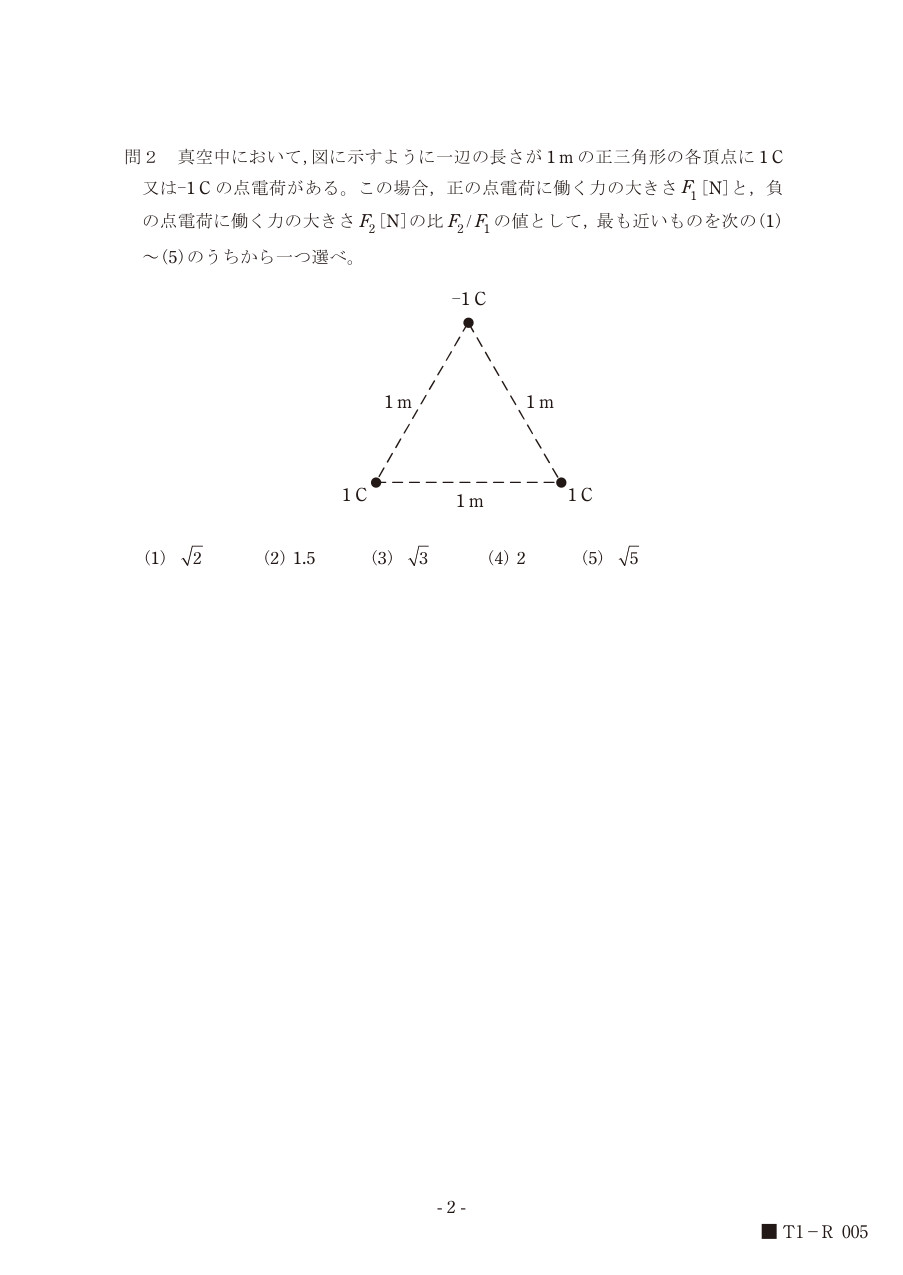 問２ 真空中において，図に示すように一辺の長さが 1 m の正三角形の各頂点に 1 C
又は-1 C の点電荷がある。この場合，正の点電荷に働く力の大きさ F₁ [N] と，負
の点電荷に働く力の大きさ F₂ [N] の比 F₂/F₁ の値として，最も近いものを次の(1)
～(5)のうちから一つ選べ。
-1 C
1 m 1 m
1 C 1 C
1 m
(1) √2 (2) 1.5 (3) √3 (4) 2 (5) √5
- 2 -
■ T1－R 005